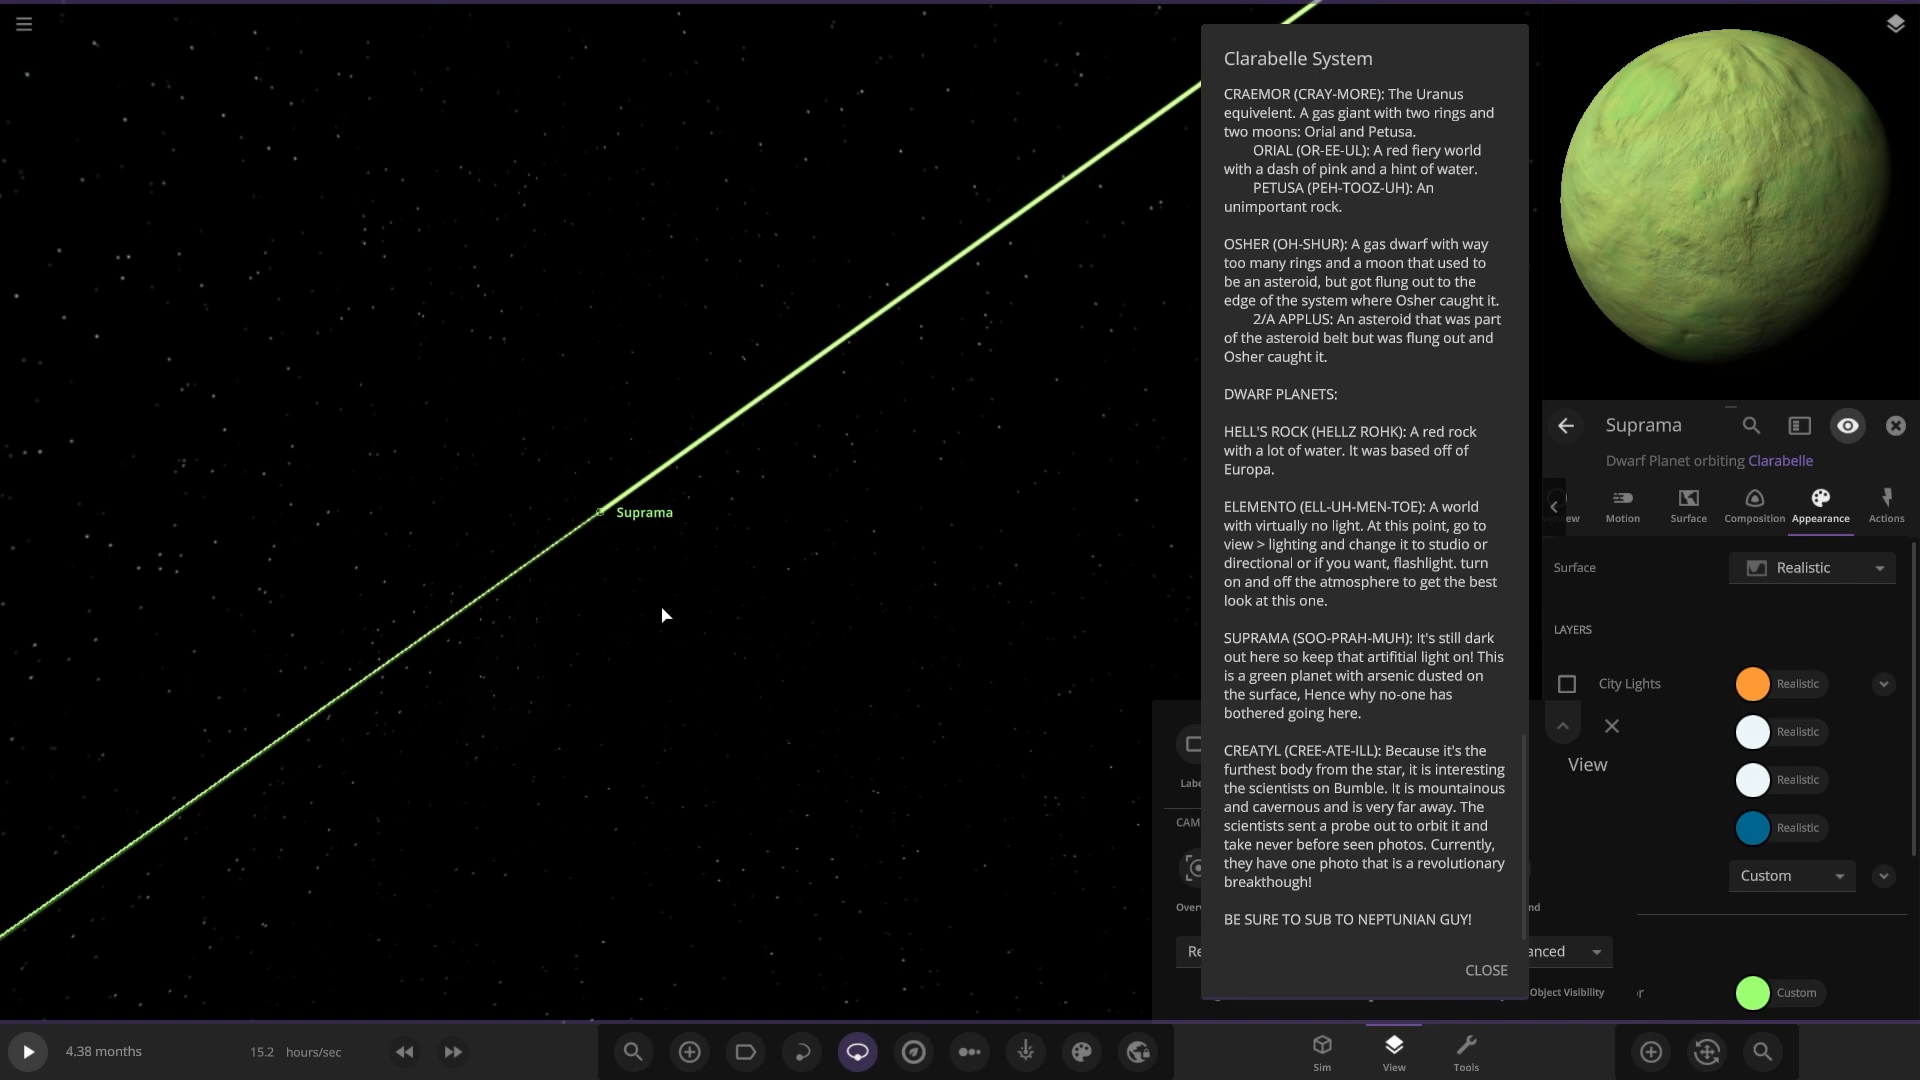 Clarabelle System
CRAEMOR (CRAY-MORE): The Uranus
equivelent. A gas giant with two rings and
two moons: Orial and Petusa.
ORIAL (OR-EE-UL): A red fiery world
with a dash of pink and a hint of water.
PETUSA (PEH-TOOZ-UH): An
unimportant rock.
OSHER (OH-SHUR): A gas dwarf with way
too many rings and a moon that used to
be an asteroid, but got flung out to the
edge of the system where Osher caught it.
2/A APPLUS: An asteroid that was part
of the asteroid belt but was flung out and
Osher caught it.
DWARF PLANETS:
HELL'S ROCK (HELLZ ROHK): A red rock
with a lot of water. It was based off of
Europa.
ELEMENTO (ELL-UH-MEN-TOE): A world
with virtually no light. At this point, go to
view > lighting and change it to studio or
directional or if you want, flashlight. turn
on and off the atmosphere to get the best
look at this one.
SUPRAMA (SOO-PRAH-MUH): It's still dark
out here so keep that artifitial light on! This
is a green planet with arsenic dusted on
the surface, Hence why no-one has
bothered going here.
CREATYL (CREE-ATE-ILL): Because it's the
furthest body from the star, it is interesting
the scientists on Bumble. It is mountainous
and cavernous and is very far away. The
scientists sent a probe out to orbit it and
take never before seen photos. Currently,
they have one photo that is a revolutionary
breakthough!
BE SURE TO SUB TO NEPTUNIAN GUY!
CLOSE
Suprama
Suprama
Dwarf Planet orbiting Clarabelle
Motion
Surface
Composition
Appearance
Actions
Surface
Realistic
LAYERS
City Lights
Realistic
Realistic
Realistic
Realistic
Custom
Custom
View
Object Visibility
4.38 months
15.2 hours/sec
Sim
View
Tools